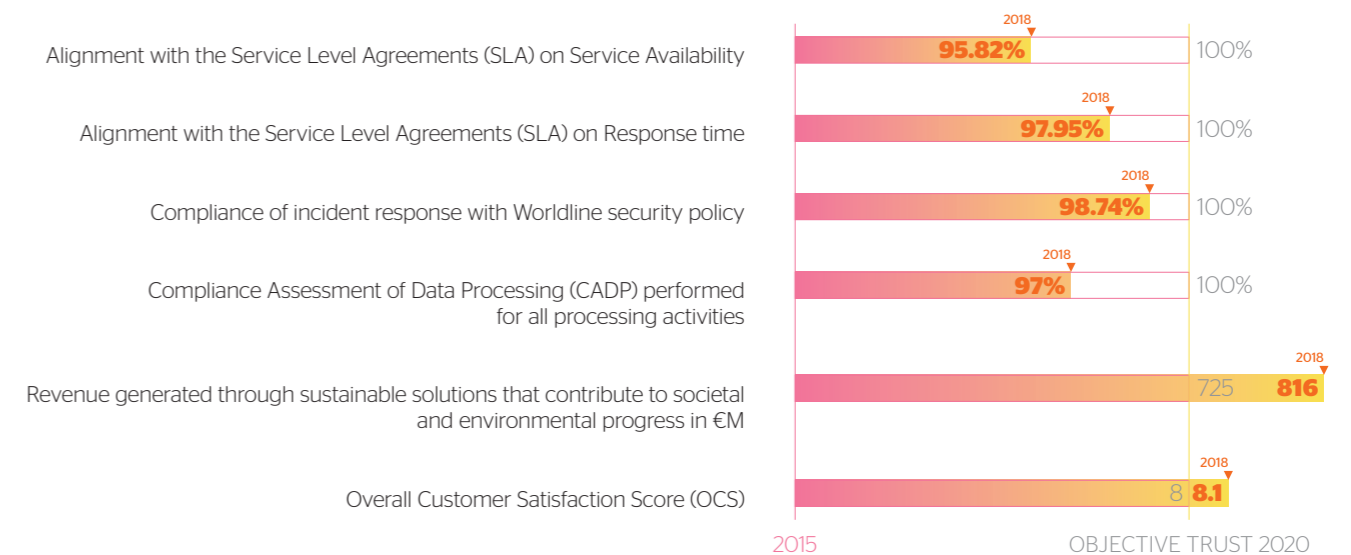 2018
Alignment with the Service Level Agreements (SLA) on Service Availability 95.82% 100%
2018
Alignment with the Service Level Agreements (SLA) on Response time 97.95% 100%
2018
Compliance of incident response with Worldline security policy 98.74% 100%
2018
Compliance Assessment of Data Processing (CADP) performed 97% 100%
for all processing activities
2018
Revenue generated through sustainable solutions that contribute to societal 725 816
and environmental progress in €M
2018
Overall Customer Satisfaction Score (OCS) 8 8.1
2015 OBJECTIVE TRUST 2020